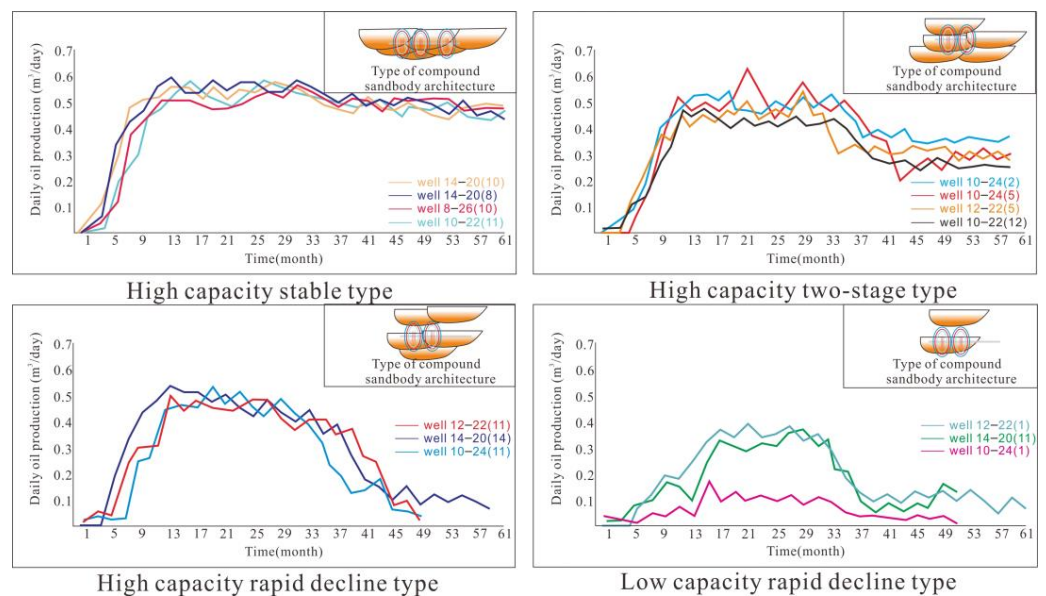 Daily oil production (m³/day)
0.7
0.6
0.5
0.4
0.3
0.2
0.1
Type of compound
sandbody architecture
well 14−20(10)
well 14−20(8)
well 8−26(10)
well 10−22(11)
1 5 9 13 17 21 25 29 33 37 41 45 49 53 57 61
Time(month)
High capacity stable type
Daily oil production (m³/day)
0.7
0.6
0.5
0.4
0.3
0.2
0.1
Type of compound
sandbody architecture
well 10−24(2)
well 10−24(5)
well 12−22(5)
well 10−22(12)
1 5 9 13 17 21 25 29 33 37 41 45 49 53 57 61
Time(month)
High capacity two-stage type
Daily oil production (m³/day)
0.7
0.6
0.5
0.4
0.3
0.2
0.1
Type of compound
sandbody architecture
well 12−22(11)
well 14−20(14)
well 10−24(11)
1 5 9 13 17 21 25 29 33 37 41 45 49 53 57 61
Time(month)
High capacity rapid decline type
Daily oil production (m³/day)
0.7
0.6
0.5
0.4
0.3
0.2
0.1
Type of compound
sandbody architecture
well 12−22(1)
well 14−20(11)
well 10−24(1)
1 5 9 13 17 21 25 29 33 37 41 45 49 53 57 61
Time(month)
Low capacity rapid decline type